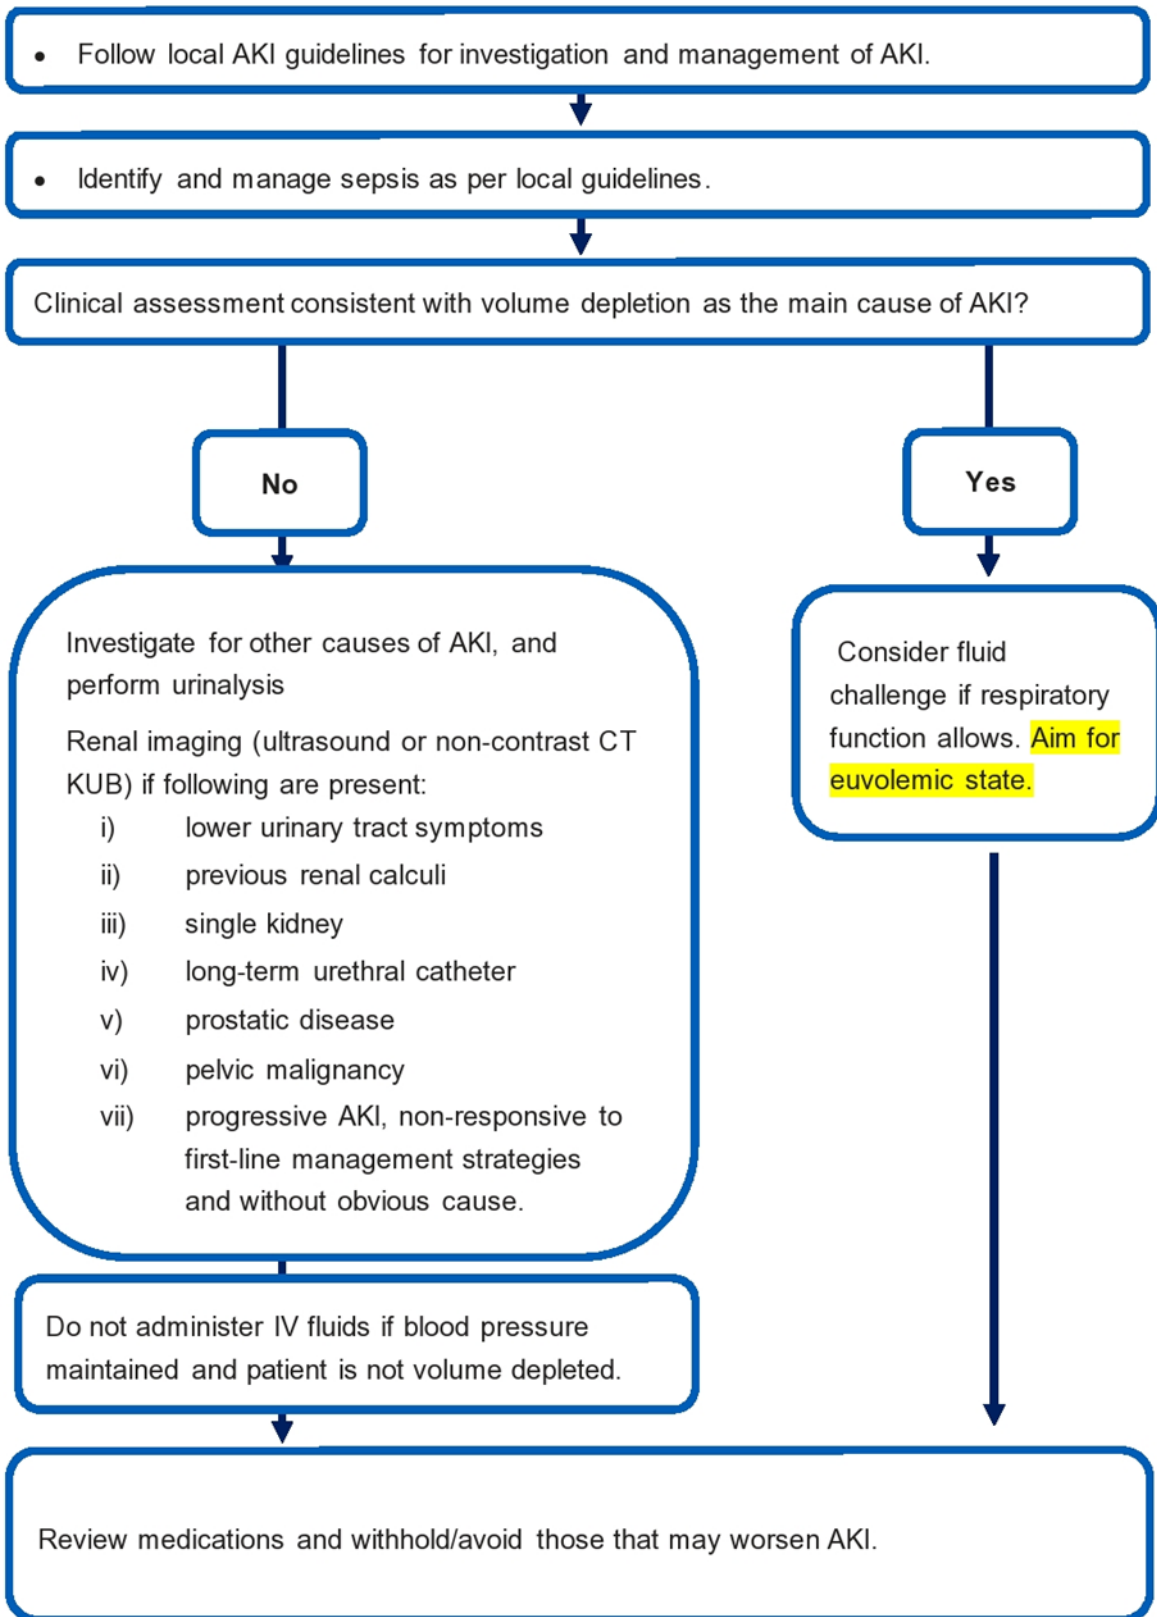 • Follow local AKI guidelines for investigation and management of AKI.
• Identify and manage sepsis as per local guidelines.
Clinical assessment consistent with volume depletion as the main cause of AKI?
No
Yes
Investigate for other causes of AKI, and
perform urinalysis
Renal imaging (ultrasound or non-contrast CT
KUB) if following are present:
i) lower urinary tract symptoms
ii) previous renal calculi
iii) single kidney
iv) long-term urethral catheter
v) prostatic disease
vi) pelvic malignancy
vii) progressive AKI, non-responsive to
first-line management strategies
and without obvious cause.
Consider fluid
challenge if respiratory
function allows. Aim for
euvolemic state.
Do not administer IV fluids if blood pressure
maintained and patient is not volume depleted.
Review medications and withhold/avoid those that may worsen AKI.